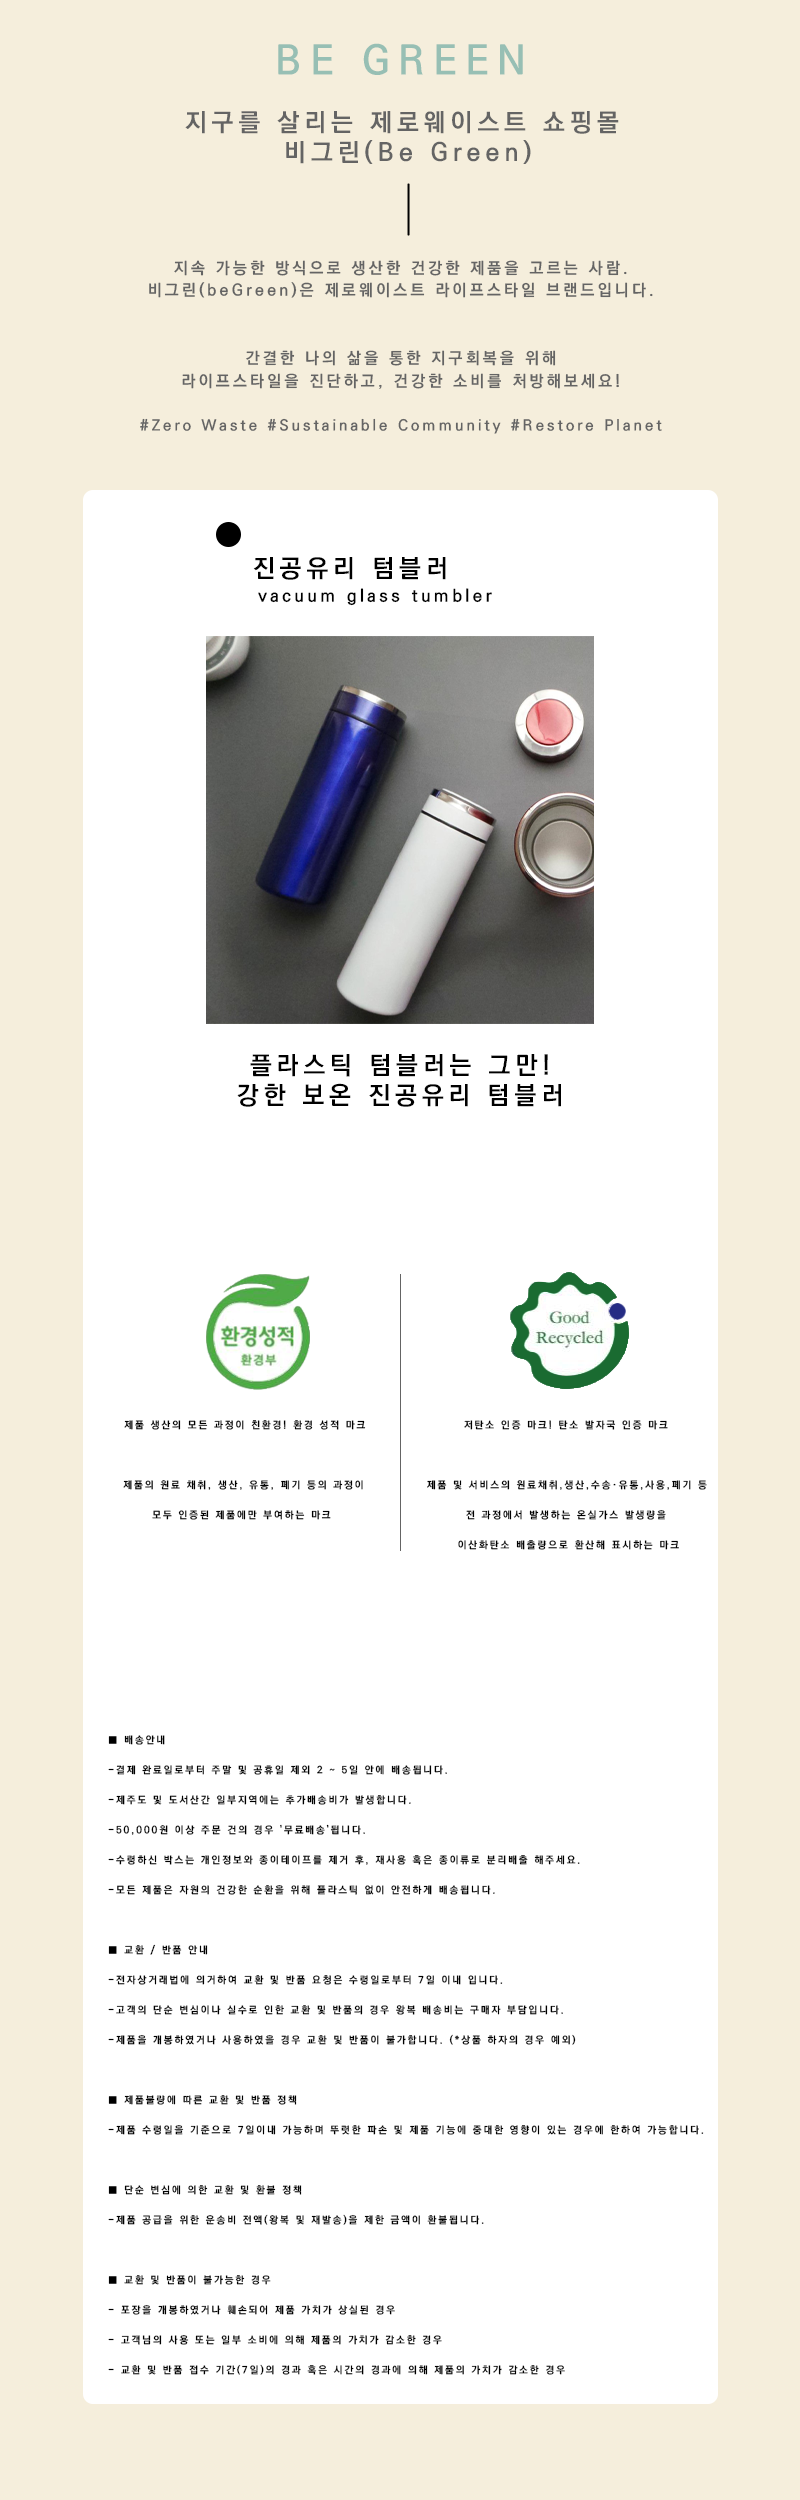 BE GREEN
지구를 살리는 제로웨이스트 쇼핑몰
비그린(Be Green)
지속 가능한 방식으로 생산한 건강한 제품을 고르는 사람.
비그린(beGreen)은 제로웨이스트 라이프스타일 브랜드입니다.
간결한 나의 삶을 통한 지구회복을 위해
라이프스타일을 진단하고, 건강한 소비를 처방해보세요!
#Zero Waste #Sustainable Community #Restore Planet
진공유리 텀블러
vacuum glass tumbler
플라스틱 텀블러는 그만!
강한 보온 진공유리 텀블러
환경성적
환경부
제품 생산의 모든 과정이 친환경! 환경 성적 마크
제품의 원료 채취, 생산, 유통, 폐기 등의 과정이
모두 인증된 제품에만 부여하는 마크
Good
Recycled
저탄소 인증 마크! 탄소 발자국 인증 마크
제품 및 서비스의 원료채취,생산,수송·유통,사용,폐기 등
전 과정에서 발생하는 온실가스 발생량을
이산화탄소 배출량으로 환산해 표시하는 마크
■ 배송안내
-결제 완료일로부터 주말 및 공휴일 제외 2 ~ 5일 안에 배송됩니다.
-제주도 및 도서산간 일부지역에는 추가배송비가 발생합니다.
-50,000원 이상 주문 건의 경우 '무료배송'됩니다.
-수령하신 박스는 개인정보와 종이테이프를 제거 후, 재사용 혹은 종이류로 분리배출 해주세요.
-모든 제품은 자원의 건강한 순환을 위해 플라스틱 없이 안전하게 배송됩니다.
■ 교환 / 반품 안내
-전자상거래법에 의거하여 교환 및 반품 요청은 수령일로부터 7일 이내 입니다.
-고객의 단순 변심이나 실수로 인한 교환 및 반품의 경우 왕복 배송비는 구매자 부담입니다.
-제품을 개봉하였거나 사용하였을 경우 교환 및 반품이 불가합니다. (*상품 하자의 경우 예외)
■ 제품불량에 따른 교환 및 반품 정책
-제품 수령일을 기준으로 7일이내 가능하며 뚜렷한 파손 및 제품 기능에 중대한 영향이 있는 경우에 한하여 가능합니다.
■ 단순 변심에 의한 교환 및 환불 정책
-제품 공급을 위한 운송비 전액(왕복 및 재발송)을 제한 금액이 환불됩니다.
■ 교환 및 반품이 불가능한 경우
- 포장을 개봉하였거나 훼손되어 제품 가치가 상실된 경우
- 고객님의 사용 또는 일부 소비에 의해 제품의 가치가 감소한 경우
- 교환 및 반품 접수 기간(7일)의 경과 혹은 시간의 경과에 의해 제품의 가치가 감소한 경우